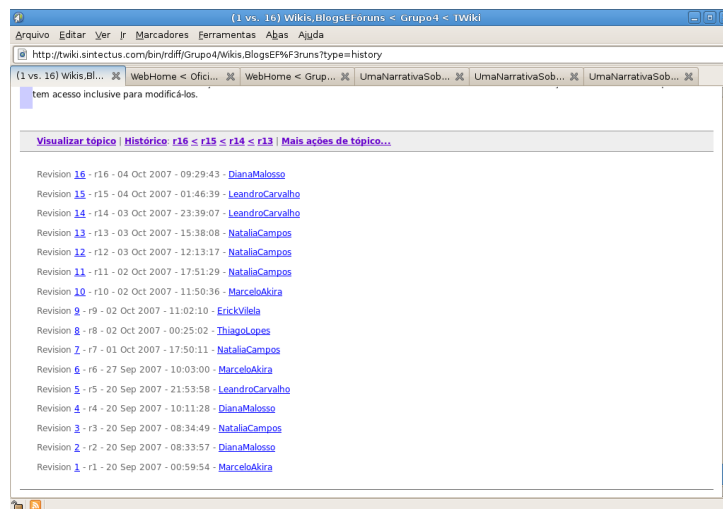 (1 vs. 16) Wikis,BlogsEFóruns < Grupo4 < TWiki
Arquivo Editar Ver Ir Marcadores Ferramentas Abas Ajuda
http://twiki.sintectus.com/bin/rdiff/Grupo4/Wikis,BlogsEF%F3runs?type=history
(1 vs. 16) Wikis,Bl... WebHome < Ofici... WebHome < Grup... UmaNarrativaSob... UmaNarrativaSob... UmaNarrativaSob...
tem acesso inclusive para modificá-los.
Visualizar tópico | Histórico: r16 < r15 < r14 < r13 | Mais ações de tópico...
Revision 16 - r16 - 04 Oct 2007 - 09:29:43 - DianaMalosso
Revision 15 - r15 - 04 Oct 2007 - 01:46:39 - LeandroCarvalho
Revision 14 - r14 - 03 Oct 2007 - 23:39:07 - LeandroCarvalho
Revision 13 - r13 - 03 Oct 2007 - 15:38:08 - NataliaCampos
Revision 12 - r12 - 03 Oct 2007 - 12:13:17 - NataliaCampos
Revision 11 - r11 - 02 Oct 2007 - 17:51:29 - NataliaCampos
Revision 10 - r10 - 02 Oct 2007 - 11:50:36 - MarceloAkira
Revision 9 - r9 - 02 Oct 2007 - 11:02:10 - ErickVilela
Revision 8 - r8 - 02 Oct 2007 - 00:25:02 - ThiagoLopes
Revision 7 - r7 - 01 Oct 2007 - 17:50:11 - NataliaCampos
Revision 6 - r6 - 27 Sep 2007 - 10:03:00 - MarceloAkira
Revision 5 - r5 - 20 Sep 2007 - 21:53:58 - LeandroCarvalho
Revision 4 - r4 - 20 Sep 2007 - 10:11:28 - DianaMalosso
Revision 3 - r3 - 20 Sep 2007 - 08:34:49 - NataliaCampos
Revision 2 - r2 - 20 Sep 2007 - 08:33:57 - DianaMalosso
Revision 1 - r1 - 20 Sep 2007 - 00:59:54 - MarceloAkira